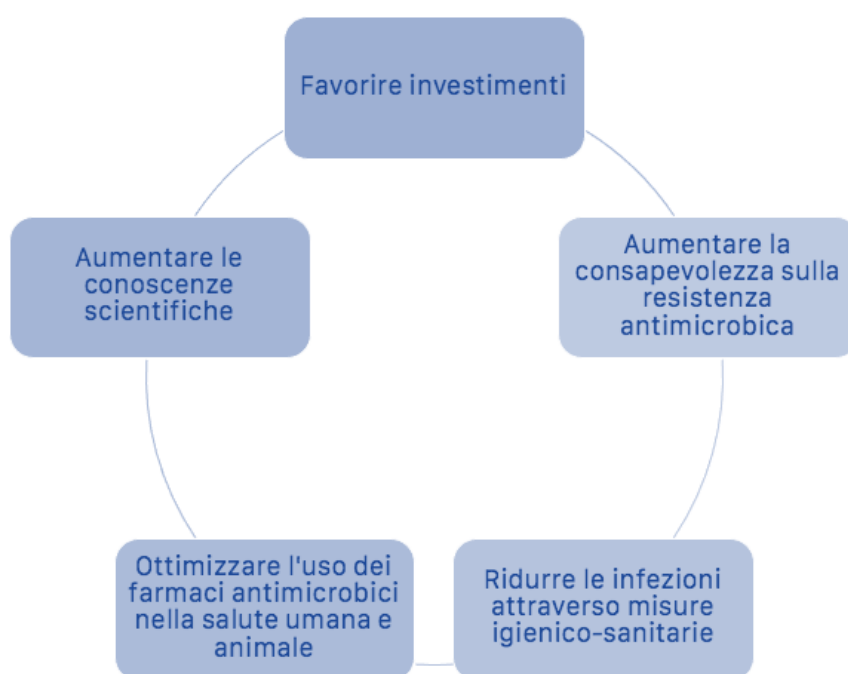 Favorire investimenti
Aumentare la
consapevolezza sulla
resistenza
antimicrobica
Ridurre le infezioni
attraverso misure
igienico-sanitarie
Ottimizzare l'uso dei
farmaci antimicrobici
nella salute umana e
animale
Aumentare le
conoscenze
scientifiche